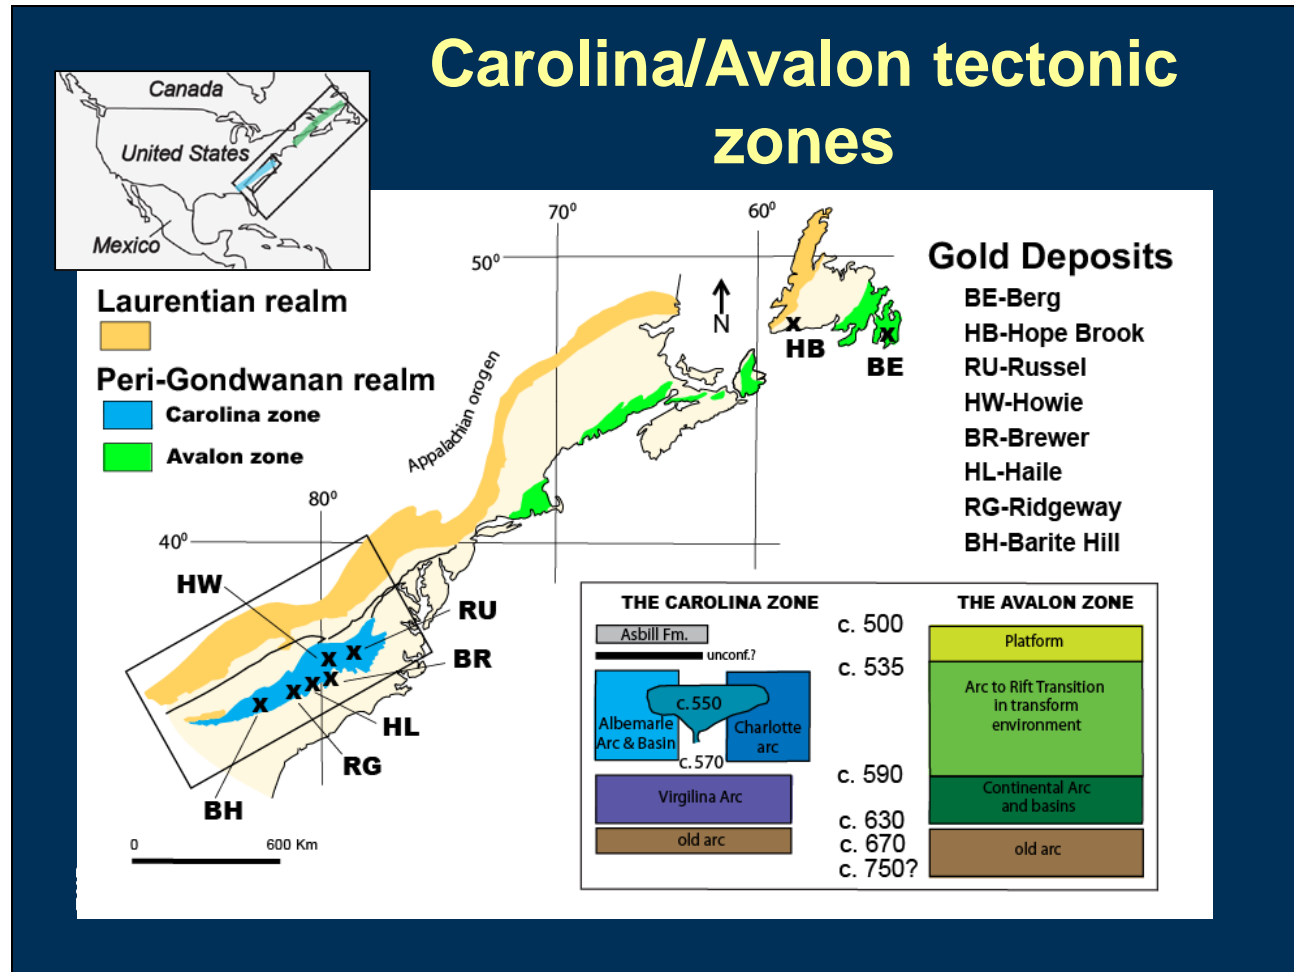 Carolina/Avalon tectonic
zones
Canada
United States
Mexico
Laurentian realm
Peri-Gondwanan realm
Carolina zone
Avalon zone
Appalachian orogen
70⁰
60⁰
50⁰
80⁰
40⁰
N
HB
BE
HW
RU
BR
HL
RG
BH
x
x
x
x
x
x
x
x
0 600 Km
Gold Deposits
BE-Berg
HB-Hope Brook
RU-Russel
HW-Howie
BR-Brewer
HL-Haile
RG-Ridgeway
BH-Barite Hill
THE CAROLINA ZONE
Asbill Fm.
unconf.?
Albemarle
Arc & Basin
c. 550
Charlotte
arc
c. 570
Virgilina Arc
old arc
c. 500
c. 535
c. 590
c. 630
c. 670
c. 750?
THE AVALON ZONE
Platform
Arc to Rift Transition
in transform
environment
Continental Arc
and basins
old arc